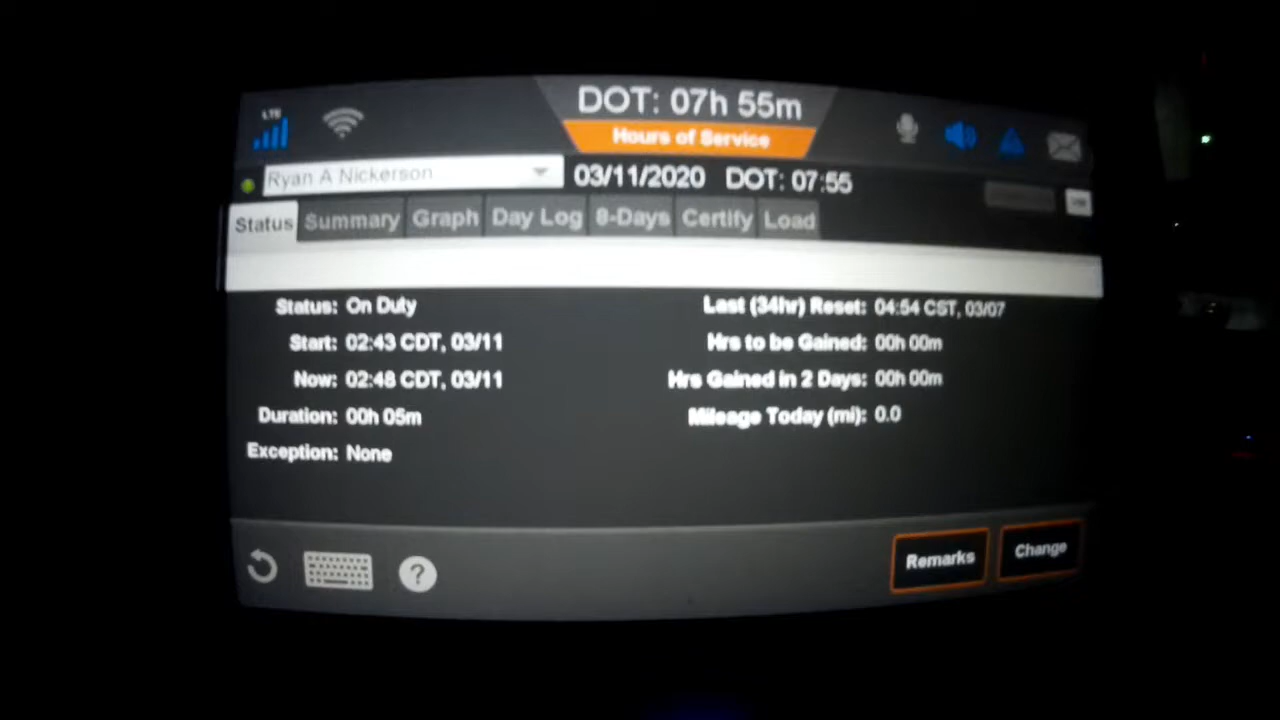 LTE
DOT: 07h 55m
Hours of Service
Ryan A Nickerson
03/11/2020 DOT: 07:55
Status Summary Graph Day Log 8-Days Certify Load
Status: On Duty
Last (34hr) Reset: 04:54 CST, 03/07
Start: 02:43 CDT, 03/11
Hrs to be Gained: 00h 00m
Now: 02:48 CDT, 03/11
Hrs Gained in 2 Days: 00h 00m
Duration: 00h 05m
Mileage Today (mi): 0.0
Exception: None
?
Remarks
Change